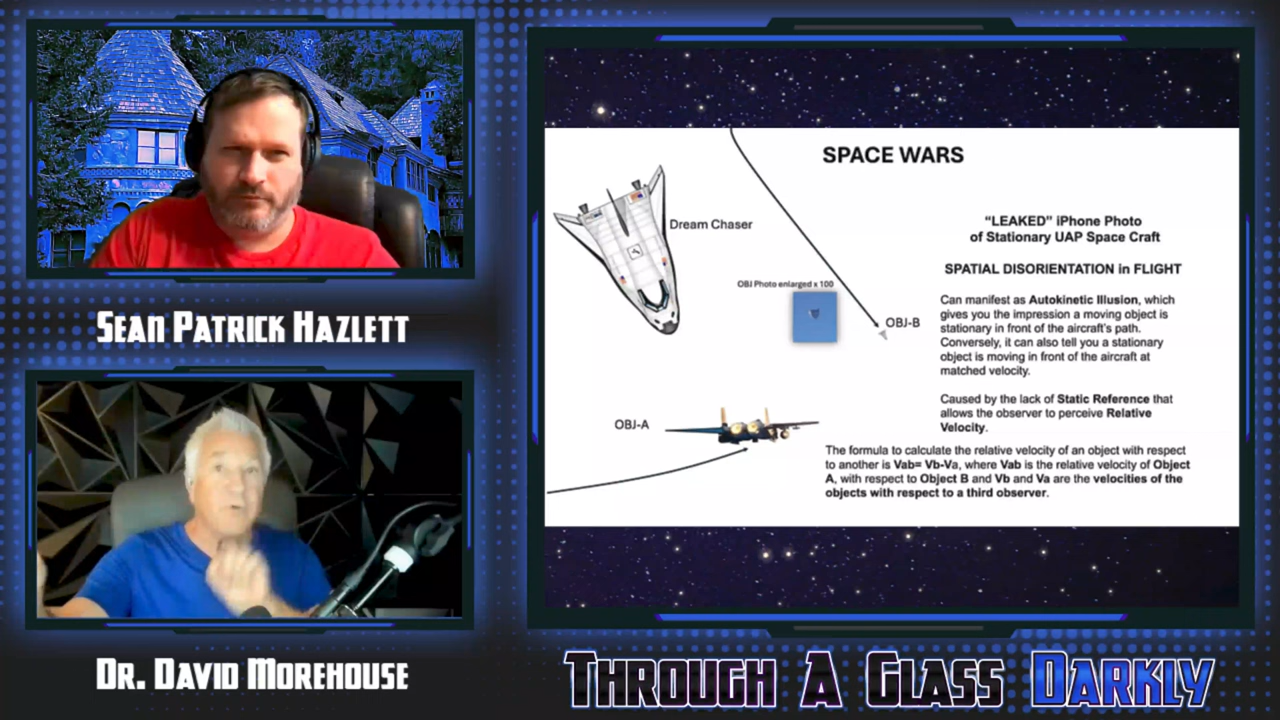 SEAN PATRICK HAZLETT
DR. DAVID MOREHOUSE
SPACE WARS
Dream Chaser
"LEAKED" iPhone Photo
of Stationary UAP Space Craft
SPATIAL DISORIENTATION in FLIGHT
OBJ Photo enlarged x 100
OBJ-B
Can manifest as Autokinetic Illusion, which
gives you the impression a moving object is
stationary in front of the aircraft's path.
Conversely, it can also tell you a stationary
object is moving in front of the aircraft at
matched velocity.
Caused by the lack of Static Reference that
allows the observer to perceive Relative
Velocity.
OBJ-A
The formula to calculate the relative velocity of an object with respect
to another is Vab= Vb-Va, where Vab is the relative velocity of Object
A, with respect to Object B and Vb and Va are the velocities of the
objects with respect to a third observer.
THROUGH A GLASS DARKLY